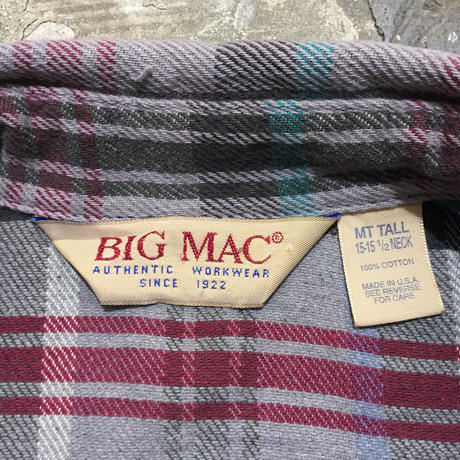 BIG MAC®
AUTHENTIC WORKWEAR
SINCE 1922
MT TALL
15-15 1/2 NECK
100% COTTON
MADE IN U.S.A.
SEE REVERSE
FOR CARE